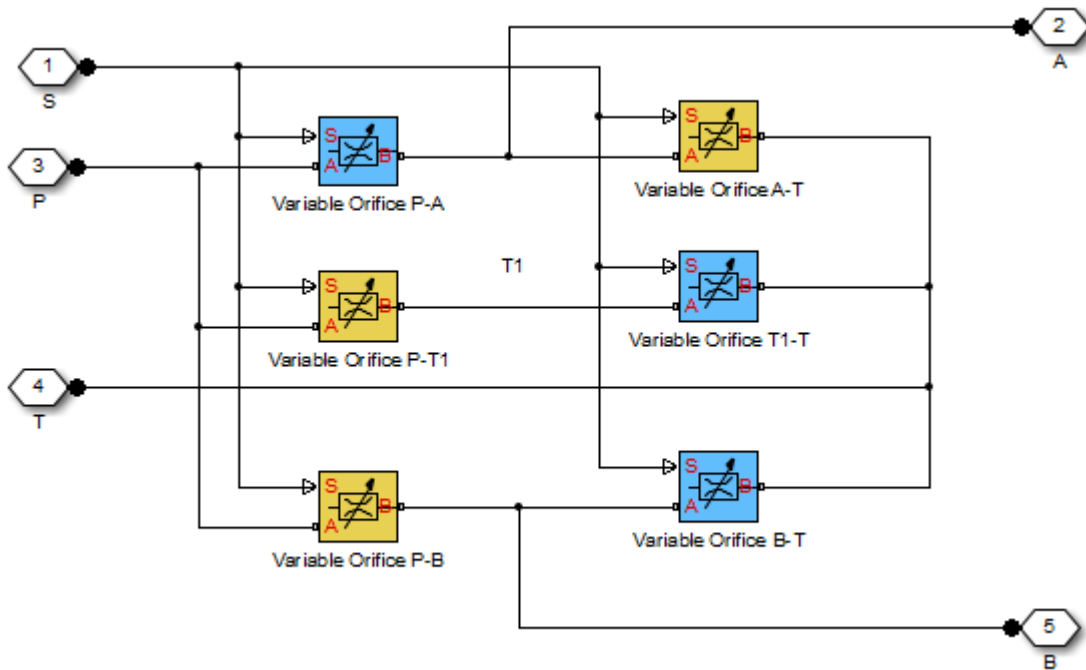 2
A
1
S
S
A B
Variable Orifice P-A
S
A B
Variable Orifice A-T
3
P
T1
S
A B
Variable Orifice P-T1
S
A B
Variable Orifice T1-T
4
T
S
A B
Variable Orifice P-B
S
A B
Variable Orifice B-T
5
B